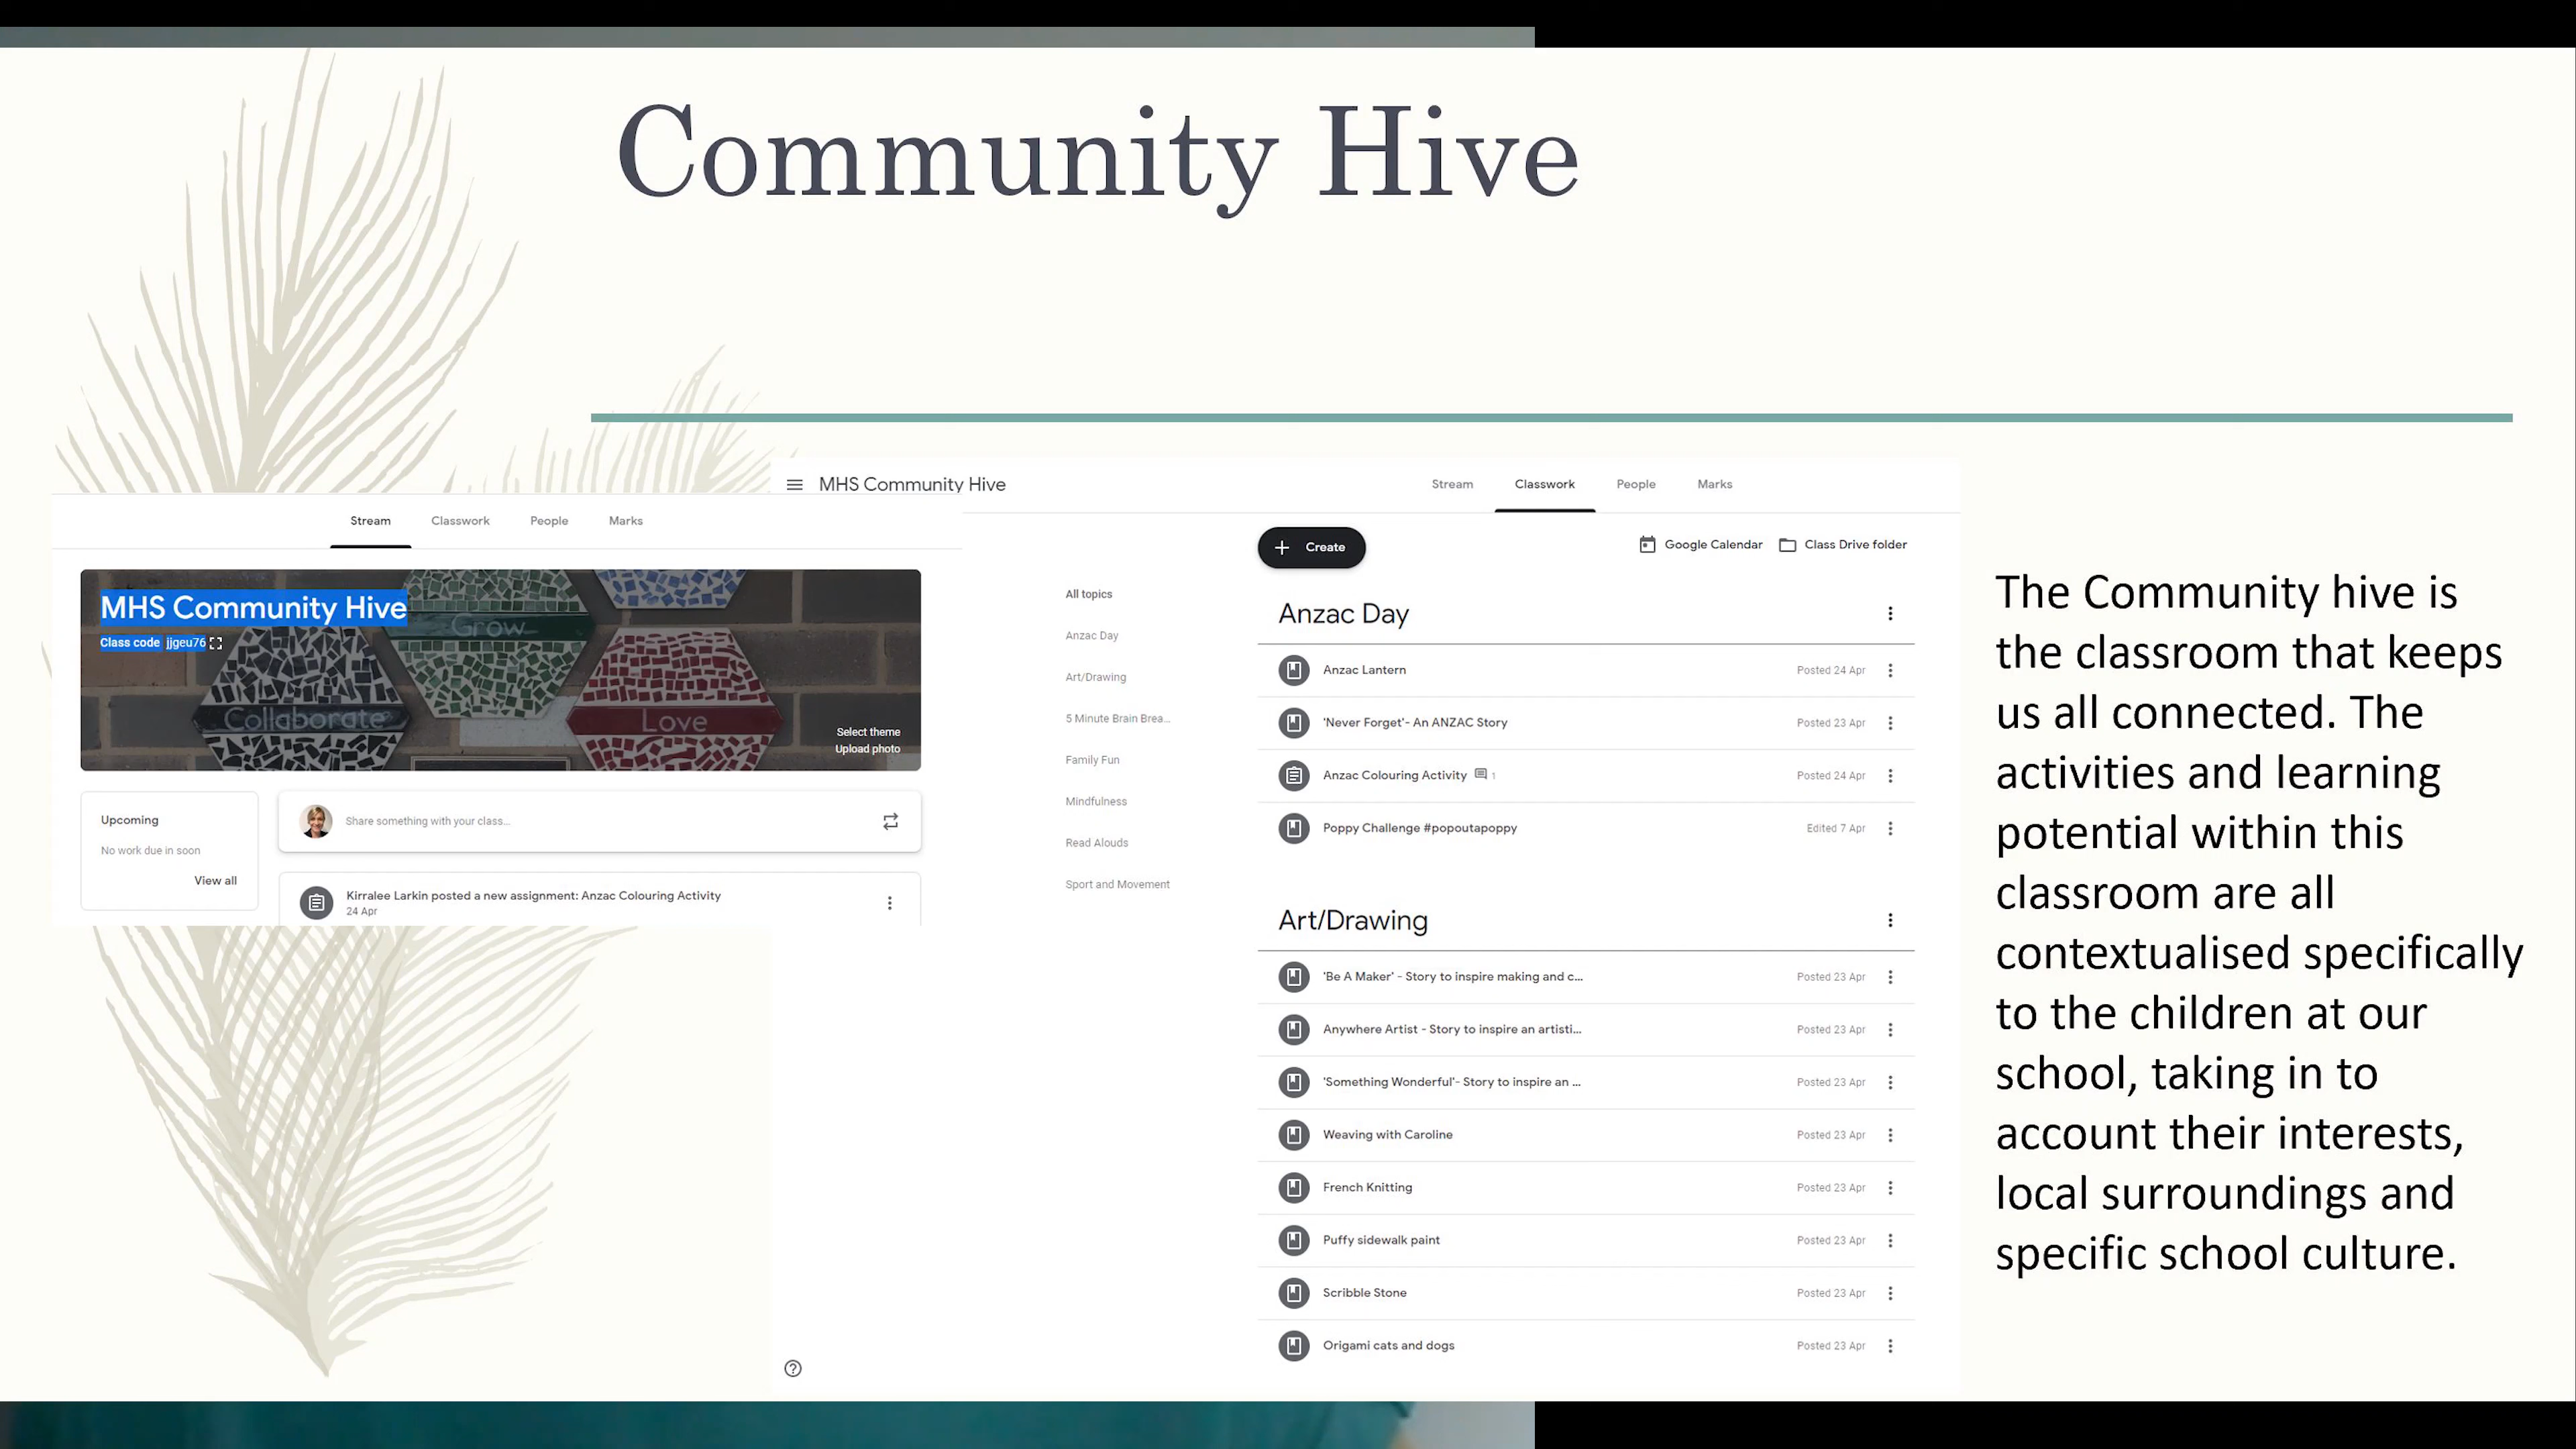 Community Hive
MHS Community Hive
Stream Classwork People Marks
Create
Google Calendar Class Drive folder
All topics
Anzac Day
Art/Drawing
5 Minute Brain Brea...
Family Fun
Mindfulness
Read Alouds
Sport and Movement
Anzac Day
Anzac Lantern Posted 24 Apr
'Never Forget'- An ANZAC Story Posted 23 Apr
Anzac Colouring Activity 1 Posted 24 Apr
Poppy Challenge #popoutapoppy Edited 7 Apr
Art/Drawing
'Be A Maker' - Story to inspire making and c... Posted 23 Apr
Anywhere Artist - Story to inspire an artisti... Posted 23 Apr
'Something Wonderful'- Story to inspire an ... Posted 23 Apr
Weaving with Caroline Posted 23 Apr
French Knitting Posted 23 Apr
Puffy sidewalk paint Posted 23 Apr
Scribble Stone Posted 23 Apr
Origami cats and dogs Posted 23 Apr
Stream Classwork People Marks
MHS Community Hive
Class code jjgeu76
Grow
Collaborate
Love
Select theme
Upload photo
Upcoming
No work due in soon
View all
Share something with your class...
Kirralee Larkin posted a new assignment: Anzac Colouring Activity
24 Apr
The Community hive is
the classroom that keeps
us all connected. The
activities and learning
potential within this
classroom are all
contextualised specifically
to the children at our
school, taking in to
account their interests,
local surroundings and
specific school culture.